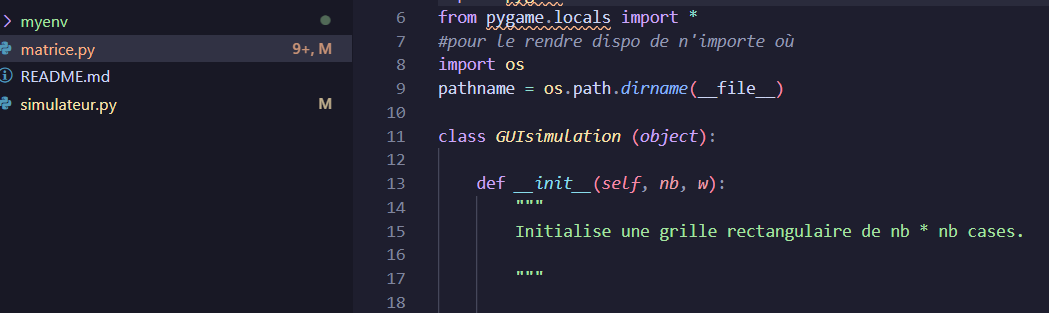 myenv
matrice.py 9+, M
README.md
simulateur.py M
6 from pygame.locals import *
7 #pour le rendre dispo de n'importe où
8 import os
9 pathname = os.path.dirname(__file__)
10
11 class GUIsimulation (object):
12
13 def __init__(self, nb, w):
14 """
15 Initialise une grille rectangulaire de nb * nb cases.
16
17 """
18